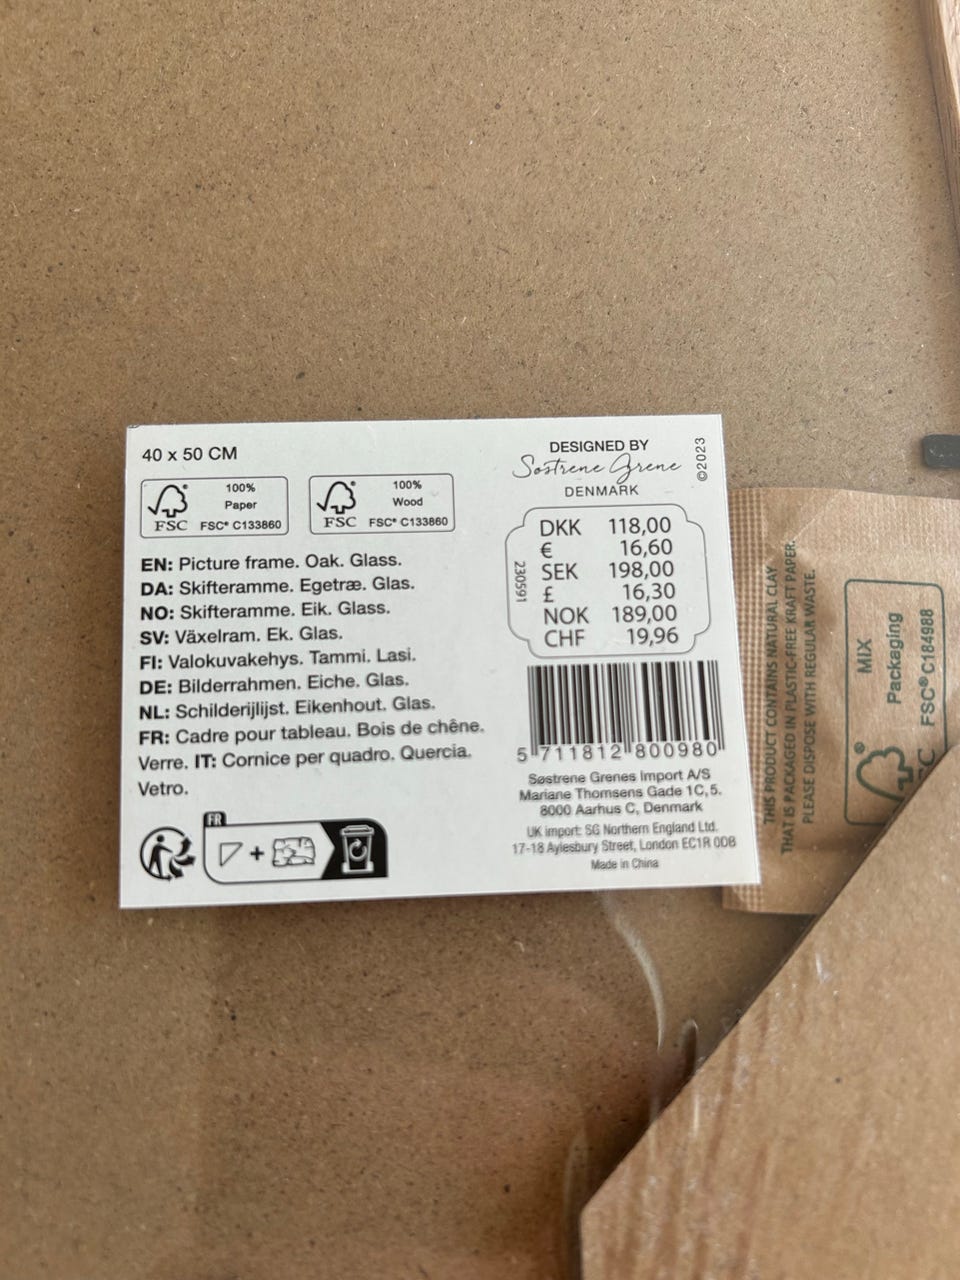 40 x 50 CM
100%
Paper
FSC
FSC® C133860
100%
Wood
FSC
FSC® C133860
EN: Picture frame. Oak. Glass.
DA: Skifteramme. Egetræ. Glas.
NO: Skifteramme. Eik. Glass.
SV: Växelram. Ek. Glas.
FI: Valokuvakehys. Tammi. Lasi.
DE: Bilderrahmen. Eiche. Glas.
NL: Schilderijlijst. Eikenhout. Glas.
FR: Cadre pour tableau. Bois de chêne.
Verre. IT: Cornice per quadro. Quercia.
Vetro.
FR
+
DESIGNED BY
Søstrene Grene
DENMARK
©2023
230591
DKK 118,00
€ 16,60
SEK 198,00
£ 16,30
NOK 189,00
CHF 19,96
5 711812 800980
Søstrene Grenes Import A/S
Mariane Thomsens Gade 1C, 5.
8000 Aarhus C, Denmark
UK import: SG Northern England Ltd.
17-18 Aylesbury Street, London EC1R 0DB
Made in China
THIS PRODUCT CONTAINS NATURAL CLAY
THAT IS PACKAGED IN PLASTIC-FREE KRAFT PAPER.
PLEASE DISPOSE WITH REGULAR WASTE.
MIX
Packaging
FSC® C184988